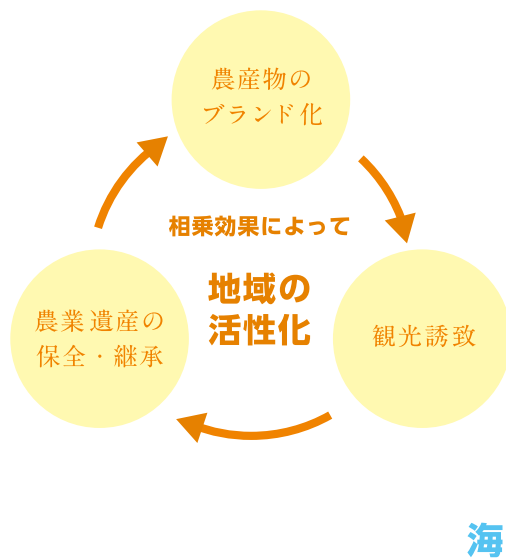 農産物の
ブランド化
相乗効果によって
地域の
活性化
農業遺産の
保全・継承
観光誘致
海